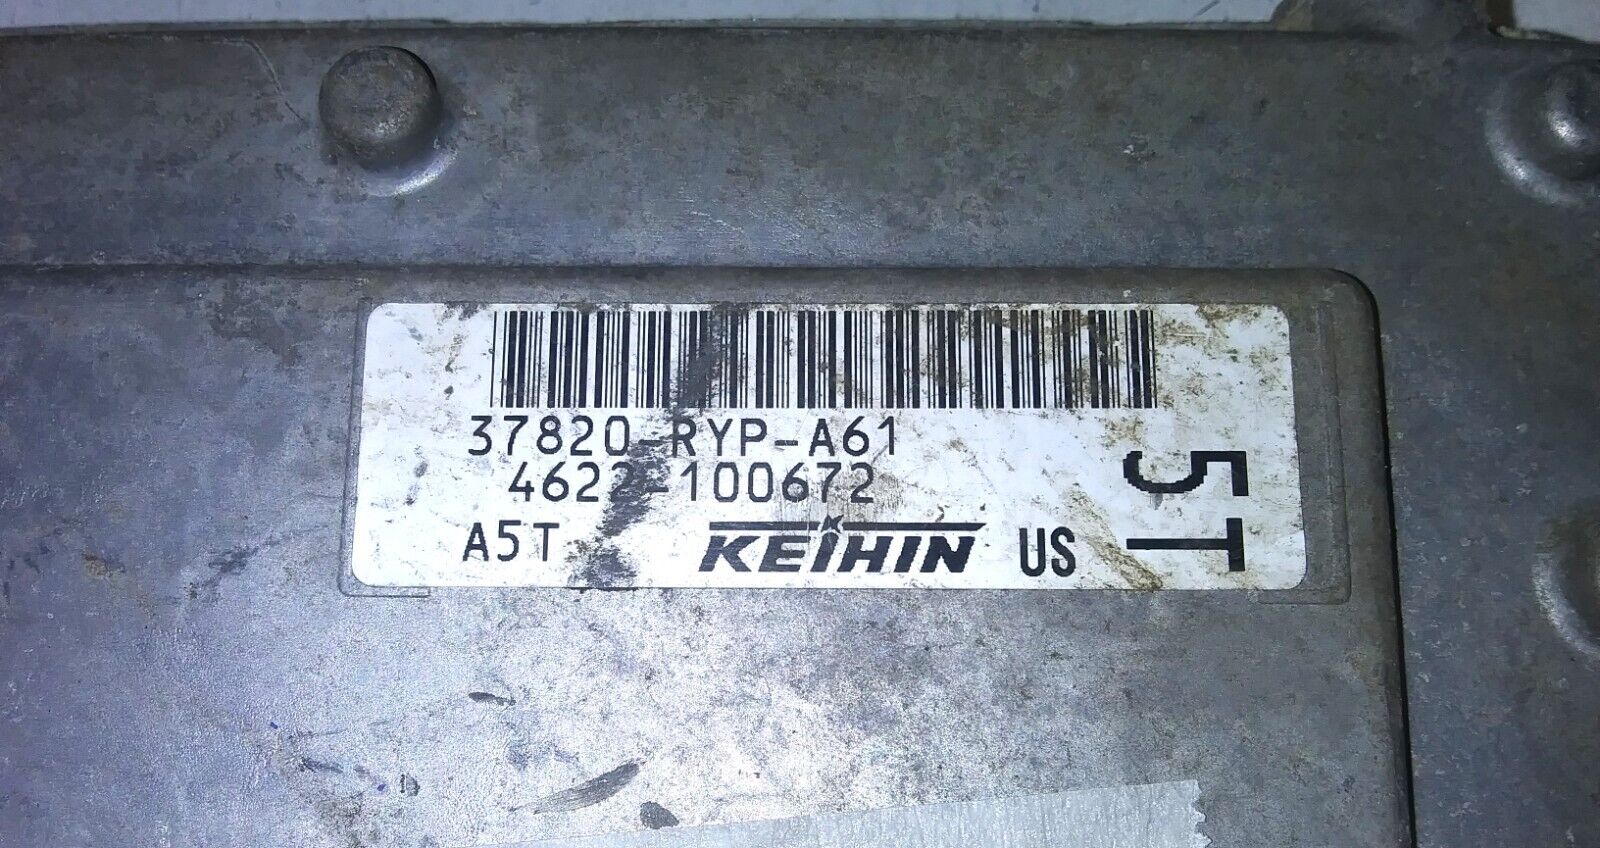 37820-RYP-A61
4622-100672
A5T KEIHIN US
5T